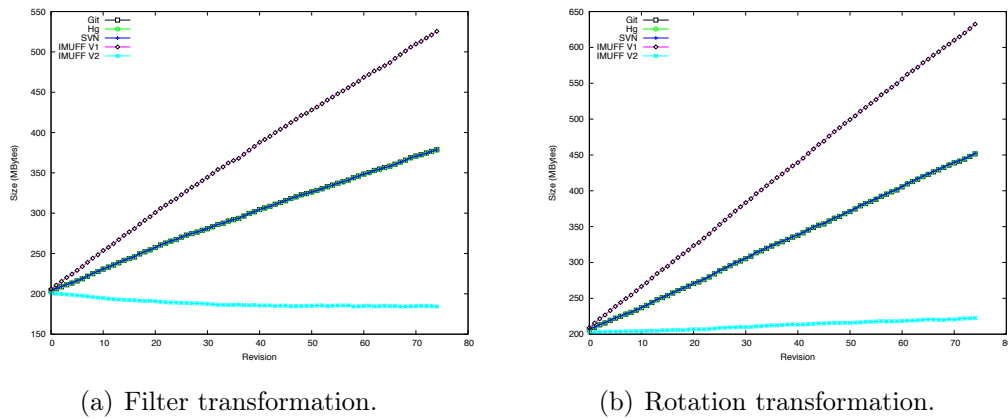 550
500
450
400
350
300
250
200
150
Size (MBytes)
0 10 20 30 40 50 60 70 80
Revision
Git
Hg
SVN
IMUFF V1
IMUFF V2
(a) Filter transformation.
650
600
550
500
450
400
350
300
250
200
Size (MBytes)
0 10 20 30 40 50 60 70 80
Revision
Git
Hg
SVN
IMUFF V1
IMUFF V2
(b) Rotation transformation.